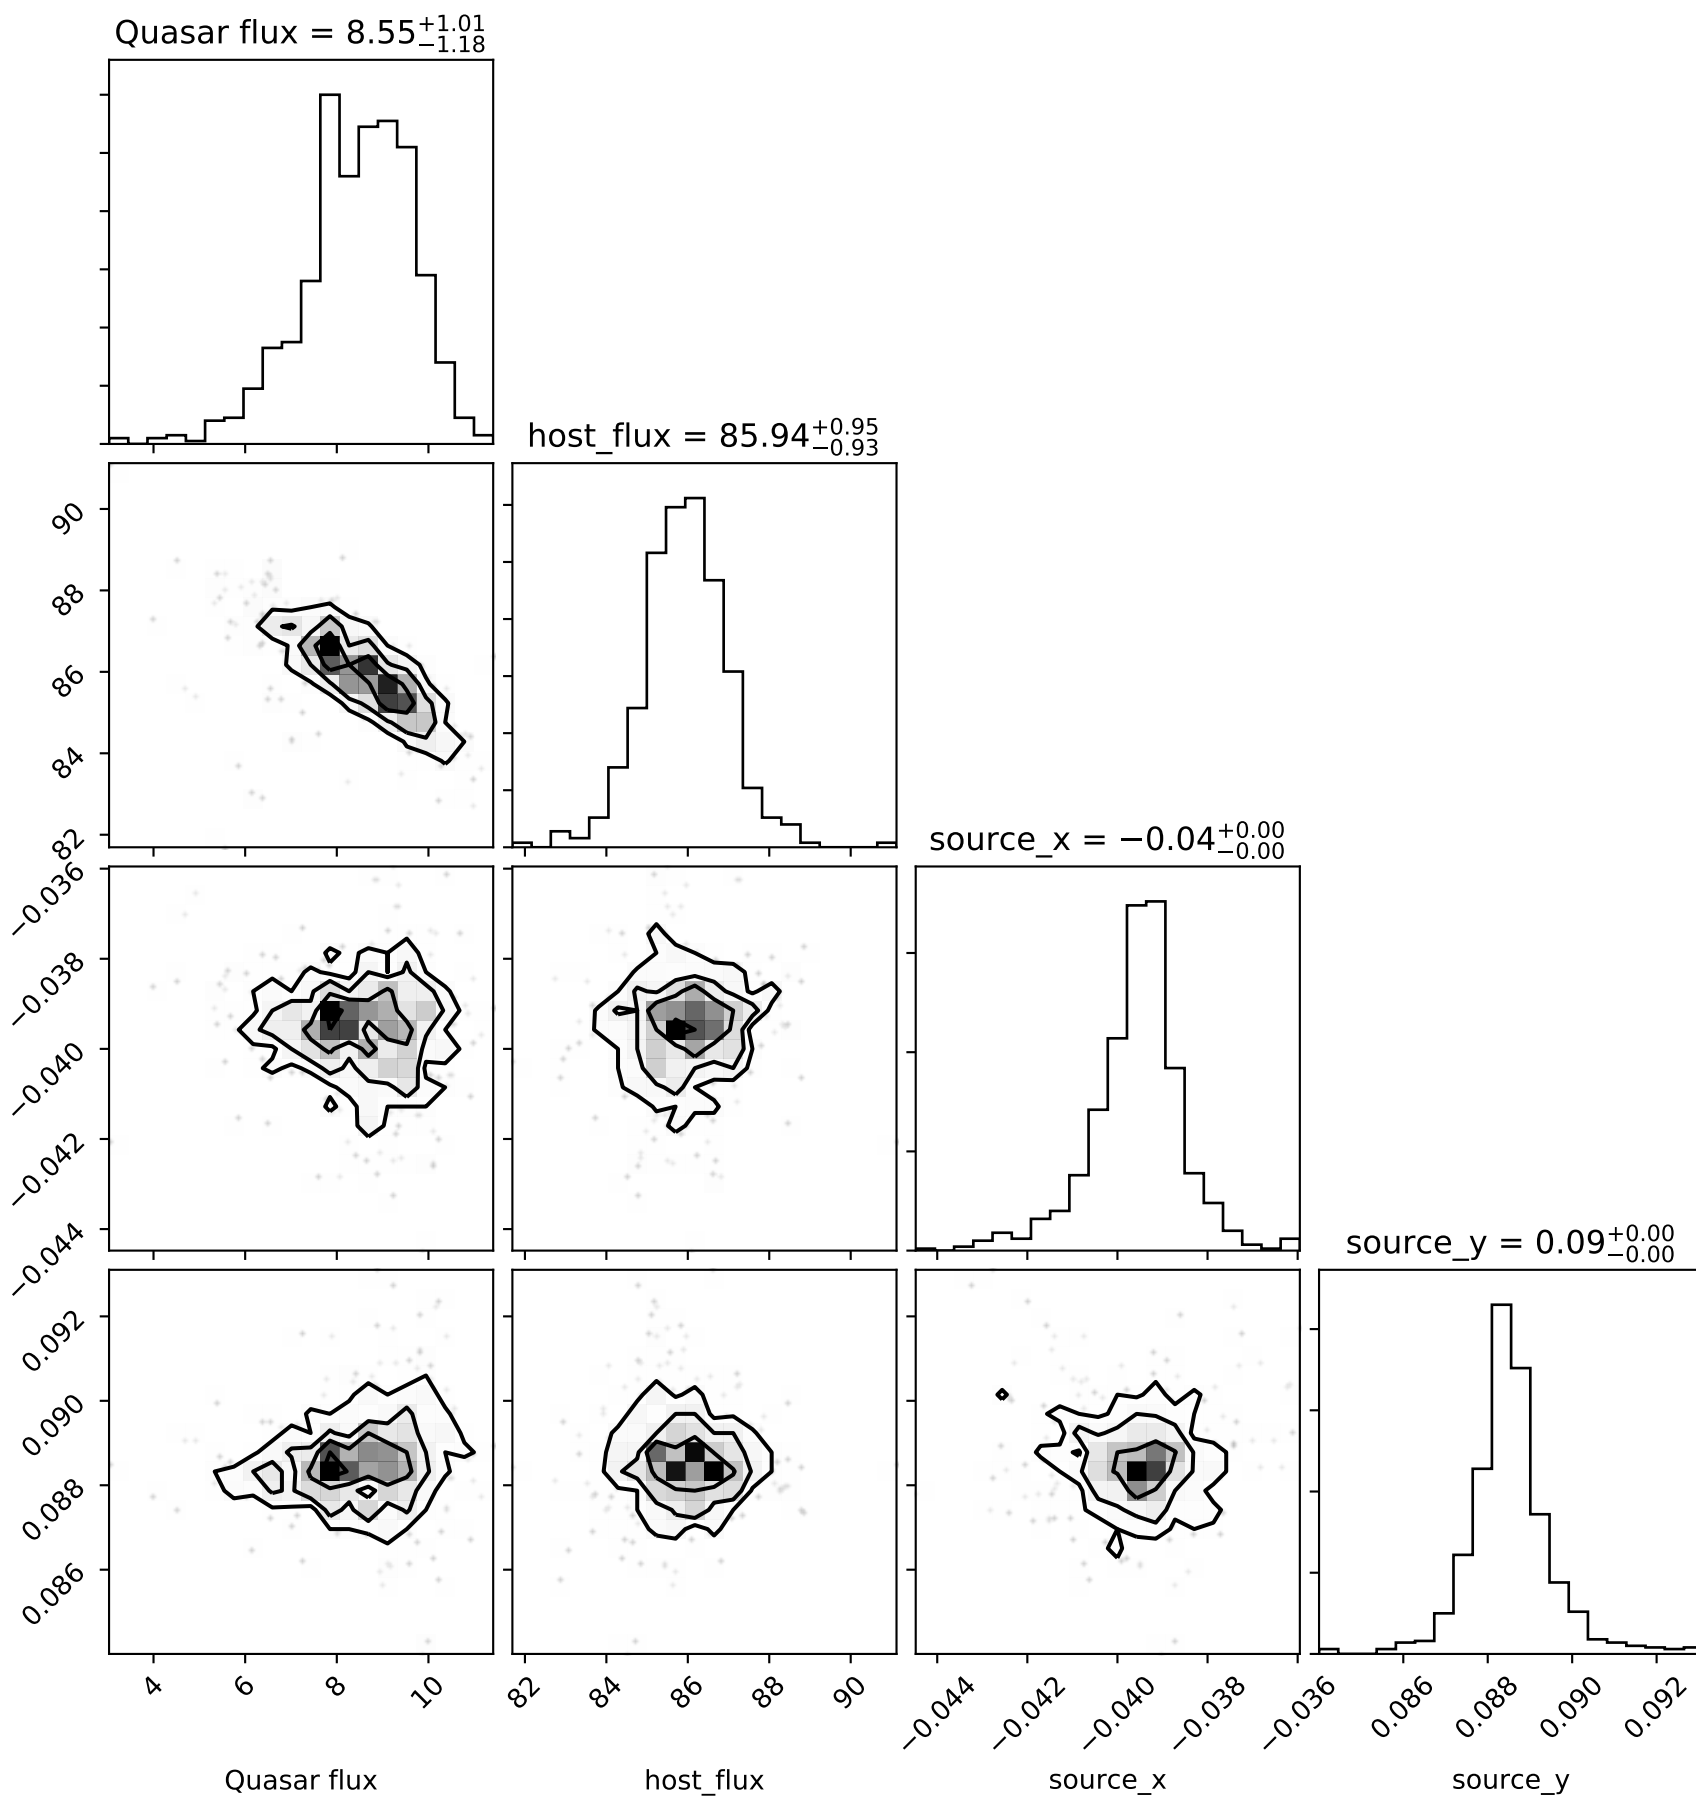 Quasar flux = 8.55+1.01 −1.18
host_flux = 85.94+0.95 −0.93
90
88
86
84
82
source_x = −0.04+0.00 −0.00
−0.036
−0.038
−0.040
−0.042
−0.044
source_y = 0.09+0.00 −0.00
0.092
0.090
0.088
0.086
4 6 8 10 82 84 86 88 90 −0.044 −0.042 −0.040 −0.038 −0.036 0.086 0.088 0.090 0.092
Quasar flux host_flux source_x source_y